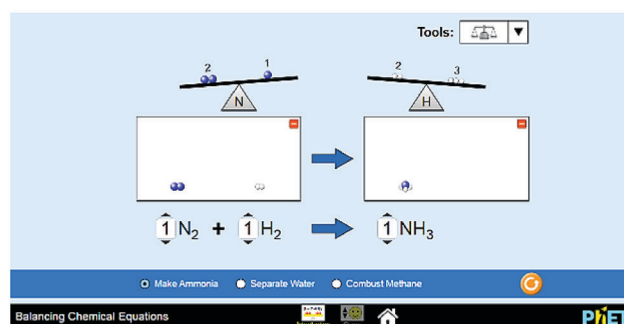 Tools:
2 1 2 3
N H
1 N₂ + 1 H₂ 1 NH₃
Make Ammonia Separate Water Combust Methane
Balancing Chemical Equations PhET